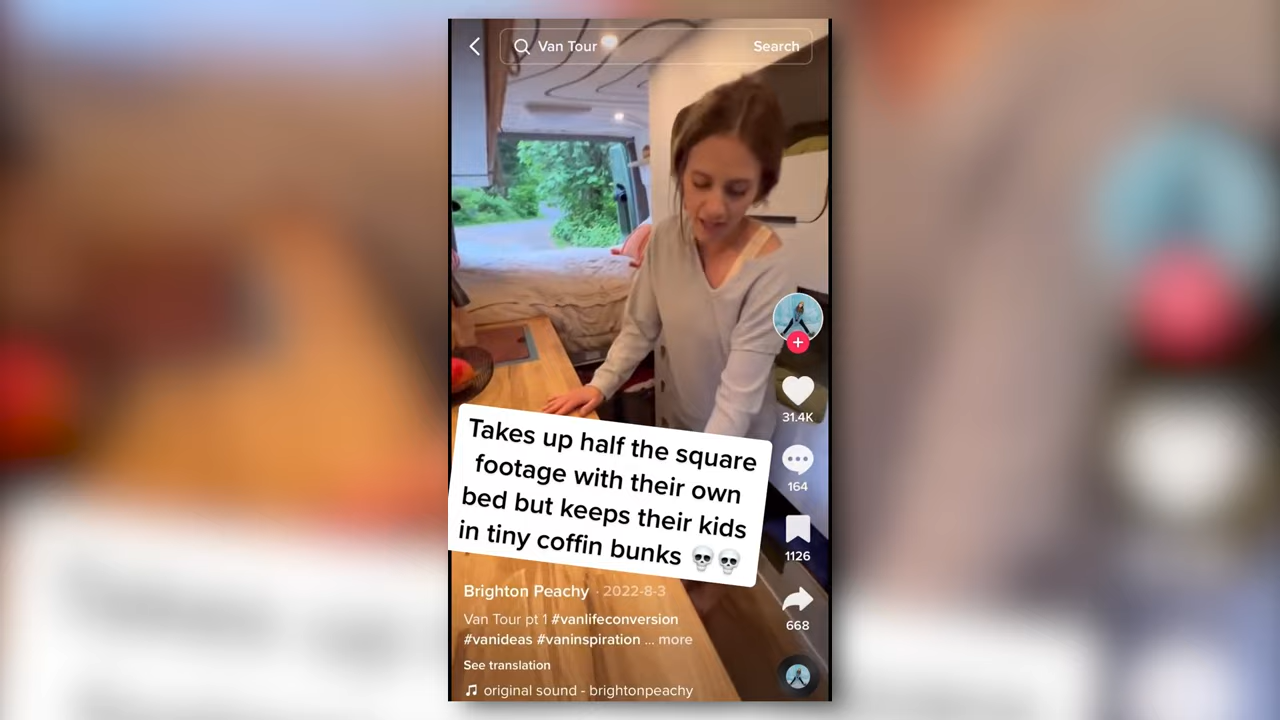 Van Tour
Search
31.4K
164
1126
668
Takes up half the square
footage with their own
bed but keeps their kids
in tiny coffin bunks 💀💀
Brighton Peachy · 2022-8-3
Van Tour pt 1 #vanlifeconversion
#vanideas #vaninspiration ... more
See translation
original sound - brightonpeachy